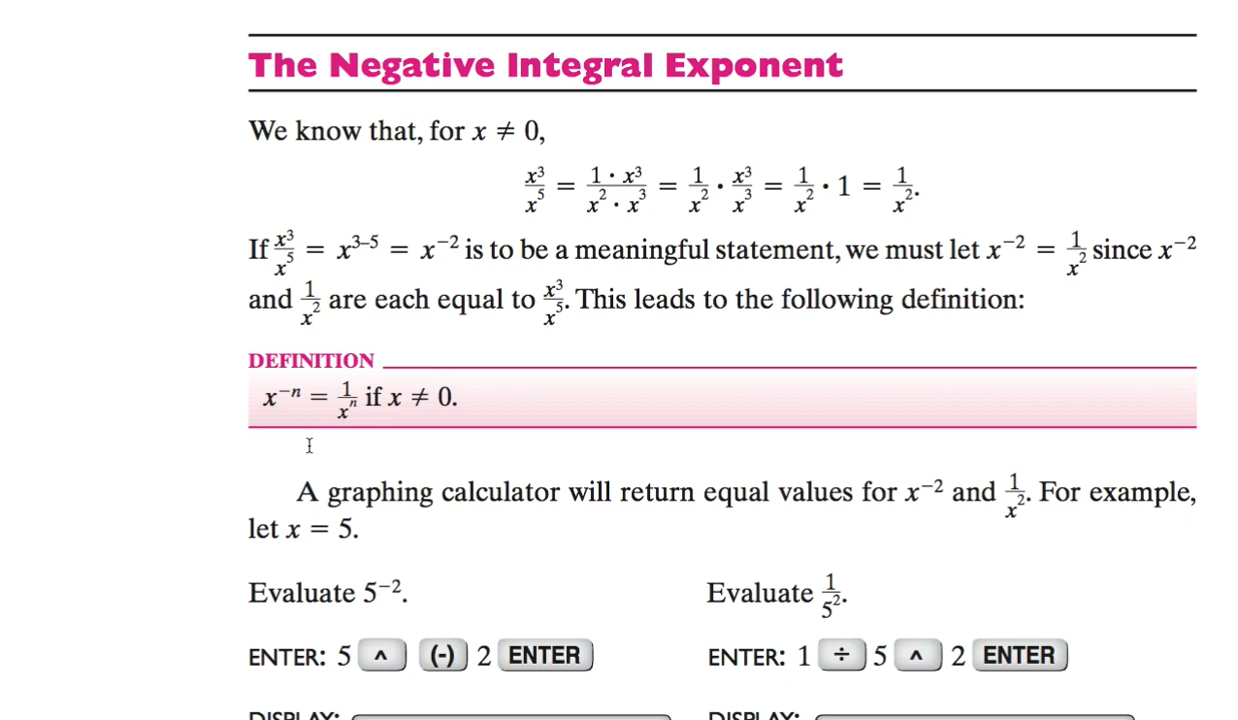 The Negative Integral Exponent
We know that, for x ≠ 0,
x³/x⁵ = (1 · x³)/(x² · x³) = 1/x² · x³/x³ = 1/x² · 1 = 1/x².
If x³/x⁵ = x³⁻⁵ = x⁻² is to be a meaningful statement, we must let x⁻² = 1/x² since x⁻²
and 1/x² are each equal to x³/x⁵. This leads to the following definition:
DEFINITION
x⁻ⁿ = 1/xⁿ if x ≠ 0.
A graphing calculator will return equal values for x⁻² and 1/x². For example,
let x = 5.
Evaluate 5⁻². Evaluate 1/5².
ENTER: 5 ^ (-) 2 ENTER ENTER: 1 ÷ 5 ^ 2 ENTER
DISPLAY: DISPLAY: